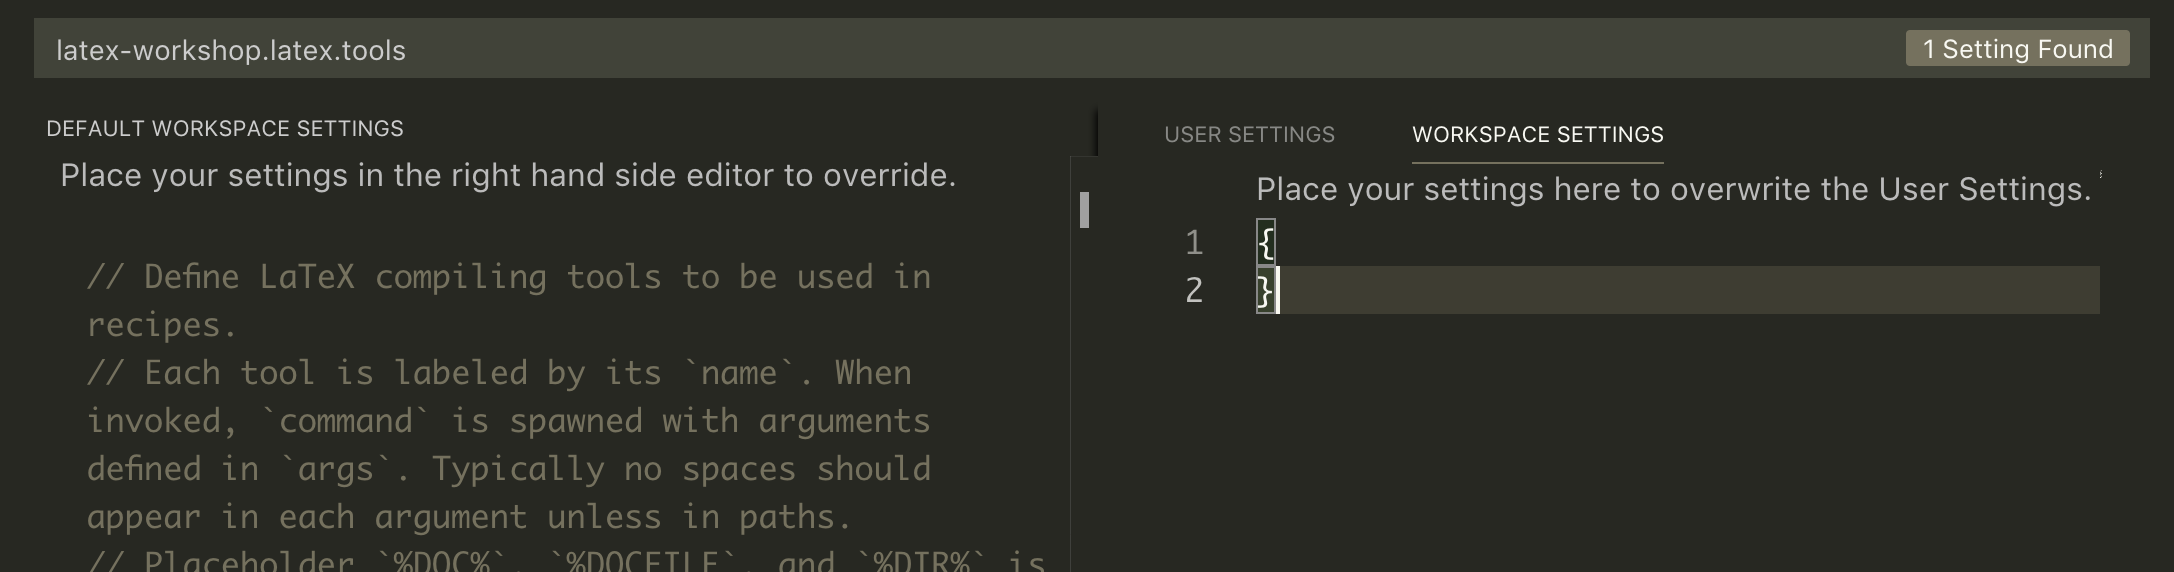 latex-workshop.latex.tools
1 Setting Found
DEFAULT WORKSPACE SETTINGS
Place your settings in the right hand side editor to override.
// Define LaTeX compiling tools to be used in
recipes.
// Each tool is labeled by its `name`. When
invoked, `command` is spawned with arguments
defined in `args`. Typically no spaces should
appear in each argument unless in paths.
// Placeholder `%DOC%`, `%DOCFILE`, and `%DIR%` is
USER SETTINGS
WORKSPACE SETTINGS
Place your settings here to overwrite the User Settings.
1 {
2 }